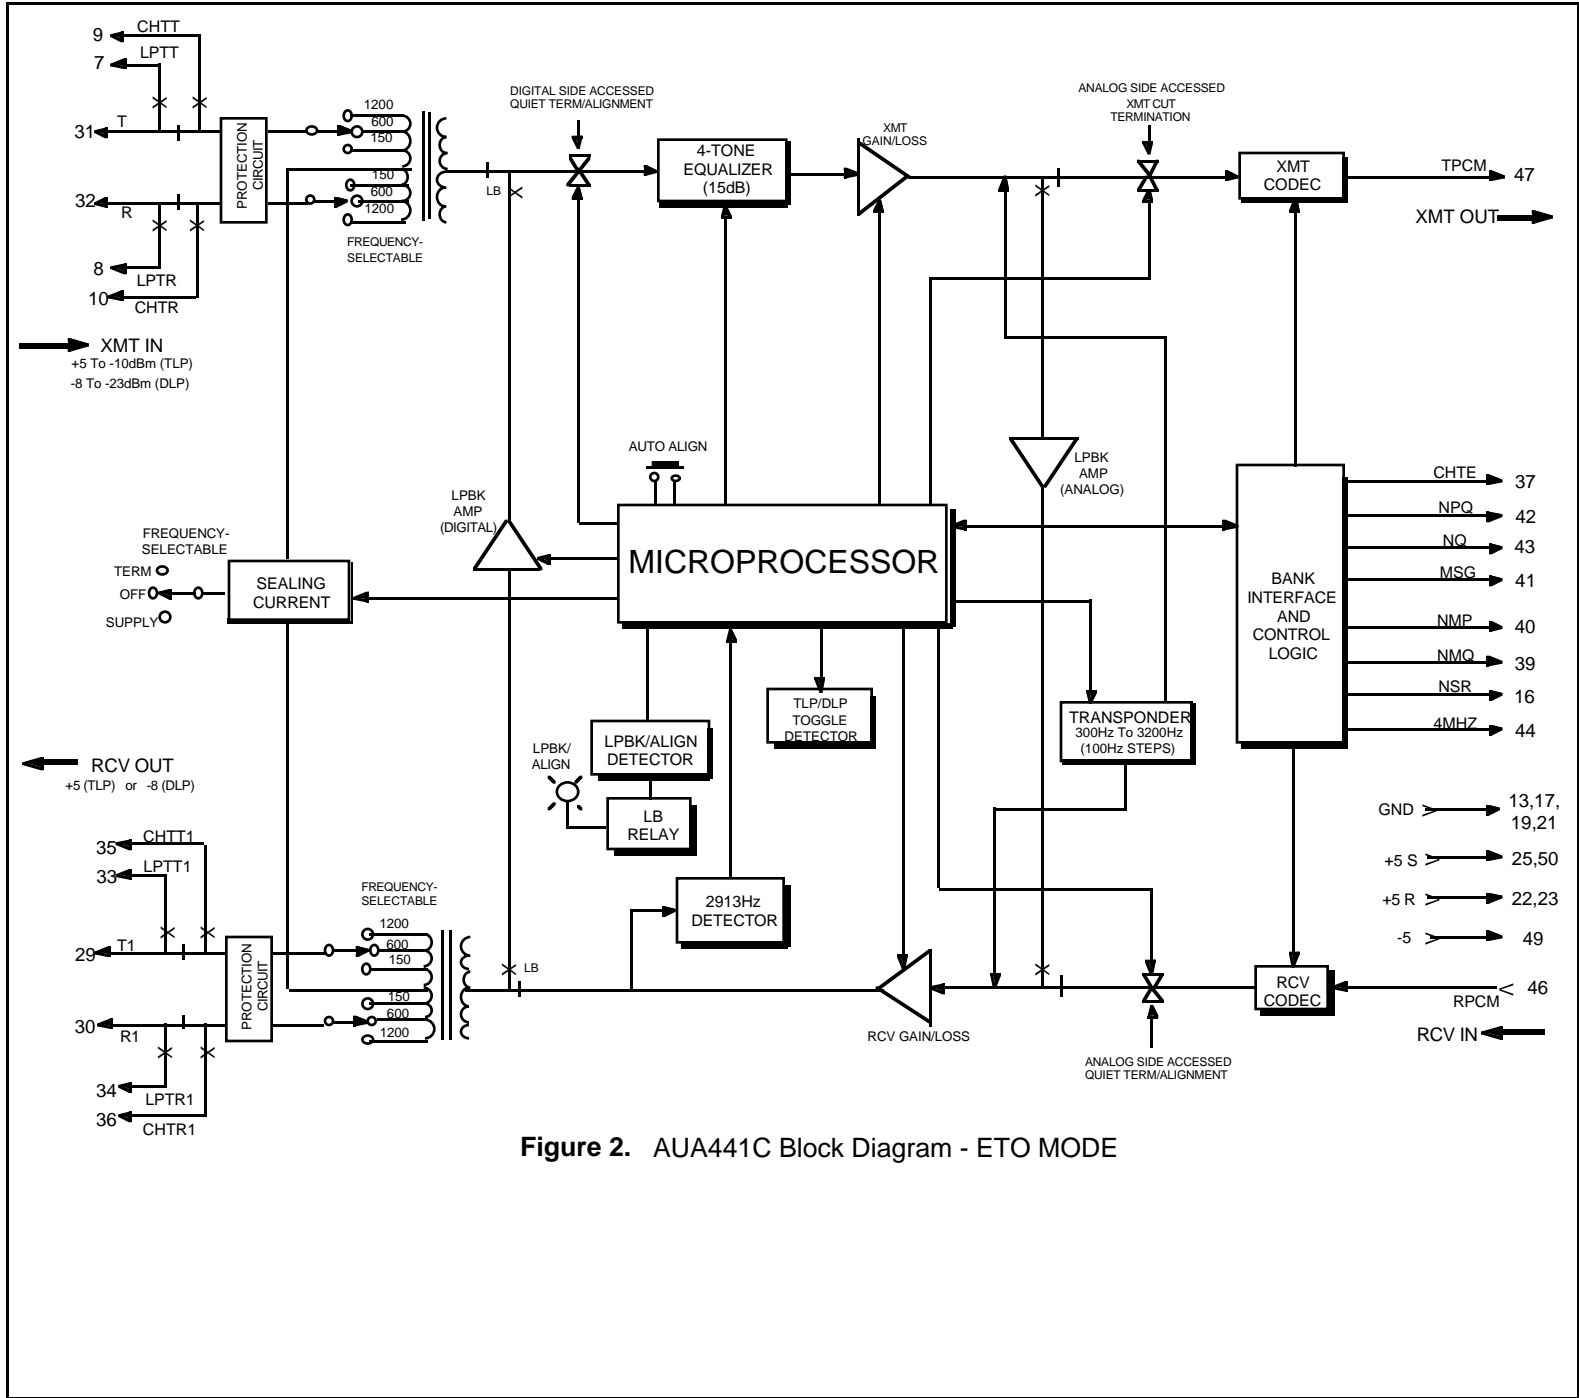 9
CHTT
7
LPTT
31
T
32
R
8
LPTR
10
CHTR
PROTECTION
CIRCUIT
1200
600
150
150
600
1200
FREQUENCY-
SELECTABLE
LB
DIGITAL SIDE ACCESSED
QUIET TERM/ALIGNMENT
4-TONE
EQUALIZER
(15dB)
XMT
GAIN/LOSS
ANALOG SIDE ACCESSED
XMT CUT
TERMINATION
XMT
CODEC
TPCM
47
XMT OUT
XMT IN
+5 To -10dBm (TLP)
-8 To -23dBm (DLP)
AUTO ALIGN
LPBK
AMP
(DIGITAL)
LPBK
AMP
(ANALOG)
MICROPROCESSOR
FREQUENCY-
SELECTABLE
TERM
OFF
SUPPLY
SEALING
CURRENT
BANK
INTERFACE
AND
CONTROL
LOGIC
CHTE
37
NPQ
42
NQ
43
MSG
41
NMP
40
NMQ
39
NSR
16
4MHZ
44
TLP/DLP
TOGGLE
DETECTOR
TRANSPONDER
300Hz To 3200Hz
(100Hz STEPS)
LPBK/ALIGN
DETECTOR
LPBK/
ALIGN
LB
RELAY
RCV OUT
+5 (TLP) or -8 (DLP)
GND
13,17,
19,21
+5 S
25,50
+5 R
22,23
-5
49
35
CHTT1
33
LPTT1
29
T1
30
R1
34
LPTR1
36
CHTR1
PROTECTION
CIRCUIT
FREQUENCY-
SELECTABLE
1200
600
150
150
600
1200
LB
2913Hz
DETECTOR
RCV GAIN/LOSS
ANALOG SIDE ACCESSED
QUIET TERM/ALIGNMENT
RCV
CODEC
RPCM
46
RCV IN
Figure 2. AUA441C Block Diagram - ETO MODE